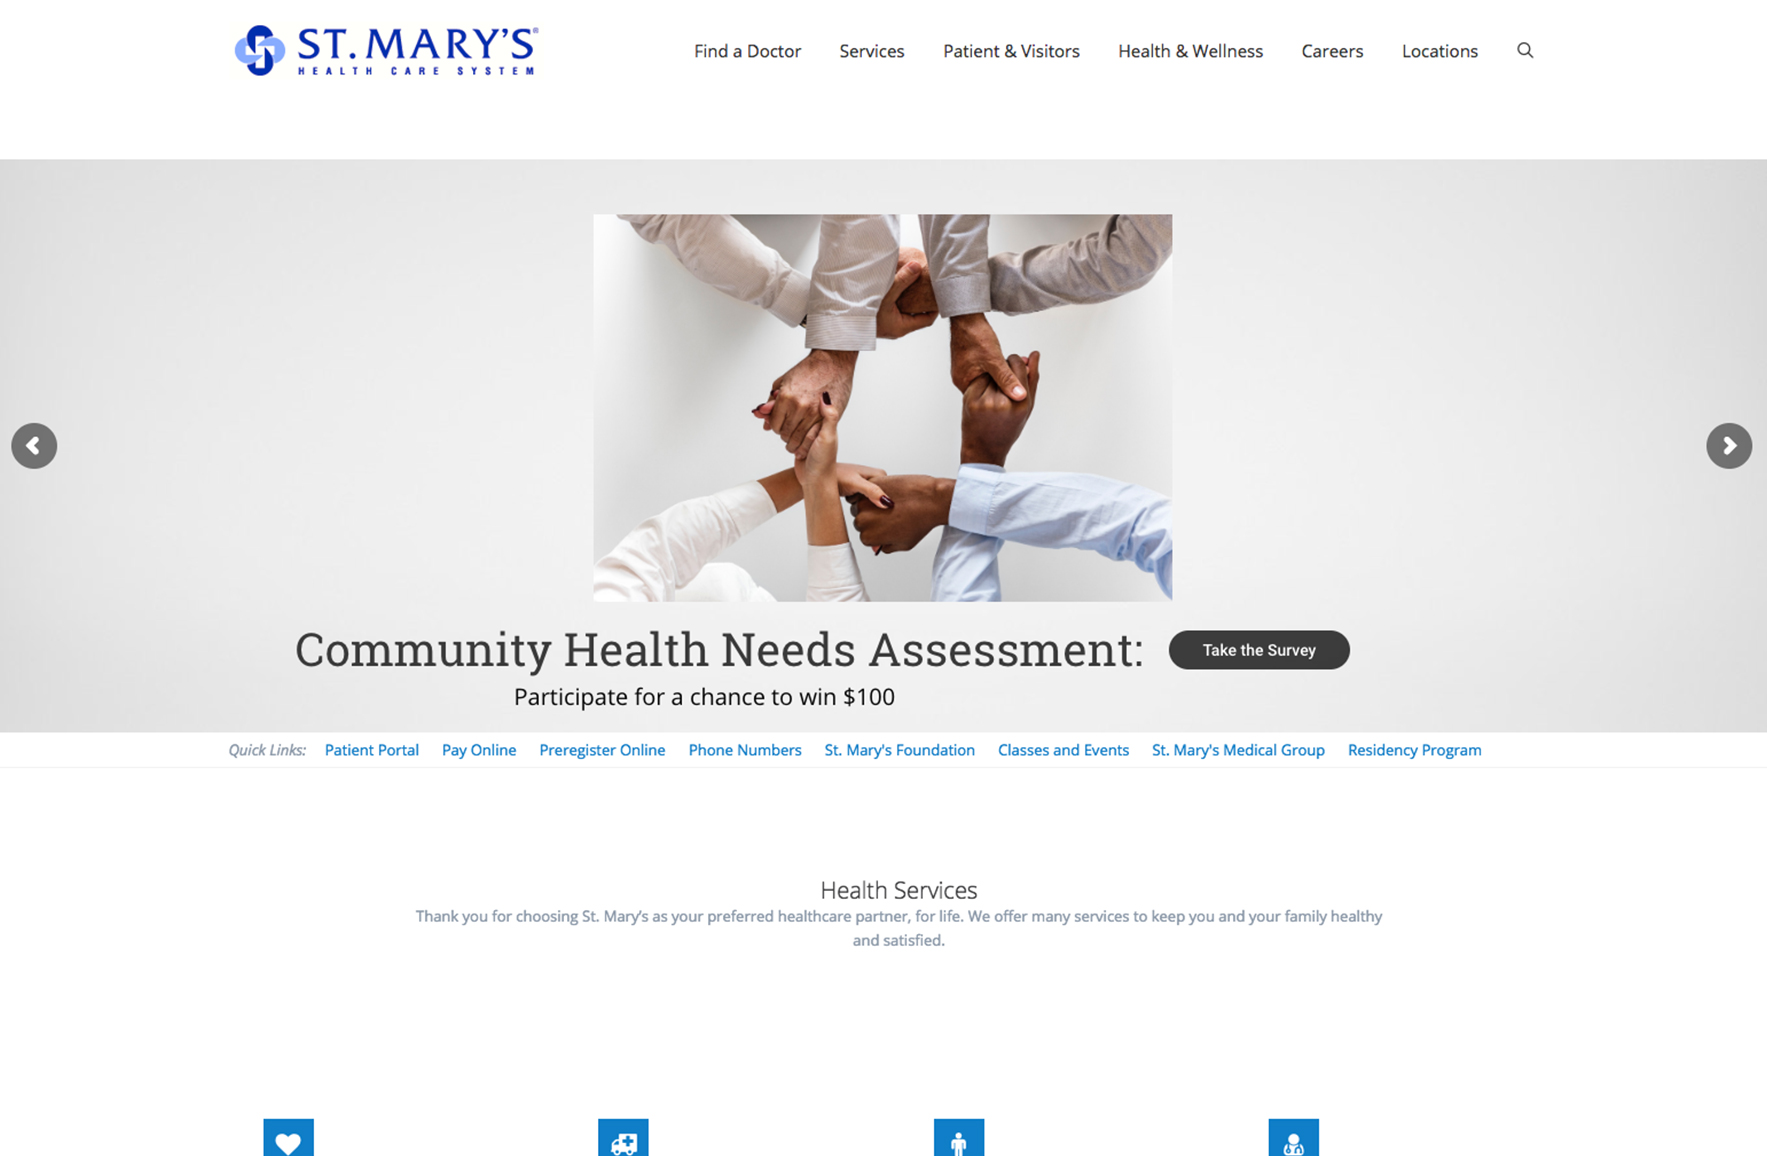 ST. MARY'S®
HEALTH CARE SYSTEM
Find a Doctor Services Patient & Visitors Health & Wellness Careers Locations
Community Health Needs Assessment: Take the Survey
Participate for a chance to win $100
Quick Links: Patient Portal Pay Online Preregister Online Phone Numbers St. Mary's Foundation Classes and Events St. Mary's Medical Group Residency Program
Health Services
Thank you for choosing St. Mary's as your preferred healthcare partner, for life. We offer many services to keep you and your family healthy
and satisfied.